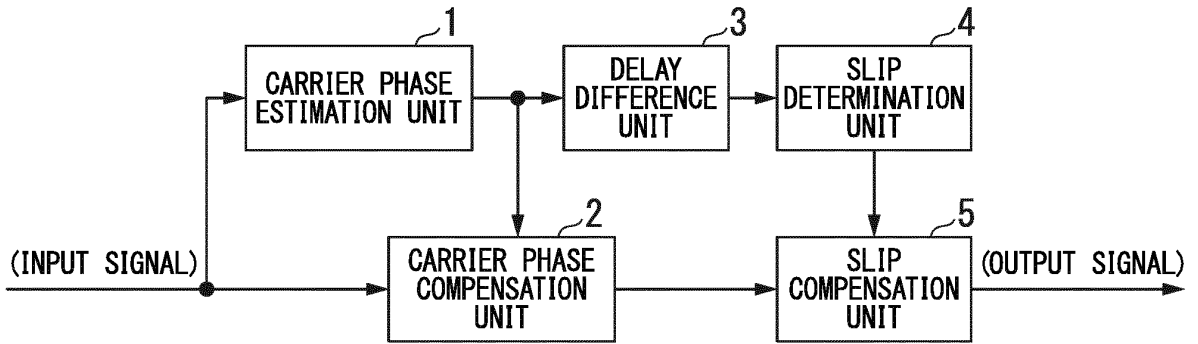 1
CARRIER PHASE
ESTIMATION UNIT
3
DELAY
DIFFERENCE
UNIT
4
SLIP
DETERMINATION
UNIT
(INPUT SIGNAL)
2
CARRIER PHASE
COMPENSATION
UNIT
5
SLIP
COMPENSATION
UNIT
(OUTPUT SIGNAL)